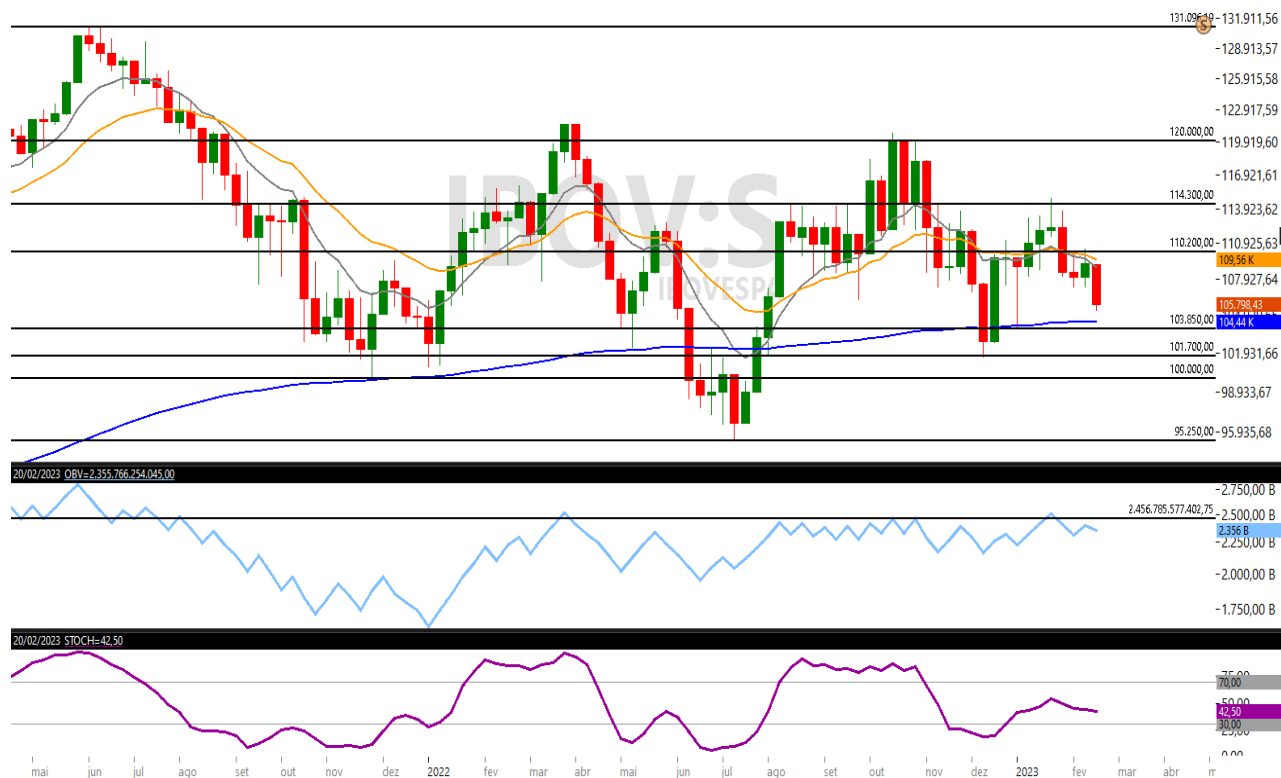 131.911,56
128.913,57
125.915,58
122.917,59
120.000,00
119.919,60
116.921,61
114.300,00
113.923,62
110.925,63
110.200,00
109,56 K
107.927,64
105.798,43
104,44 K
103.850,00
101.700,00
101.931,66
100.000,00
98.933,67
95.250,00
95.935,68
IBOV:S
20/02/2023 OBV=2.355.766.254.045,00
2.750,00 B
2.456.785.577.402,75
2.500,00 B
2.356 B
2.250,00 B
2.000,00 B
1.750,00 B
20/02/2023 STOCH=42,50
70,00
42,50
30,00
mai jun jul ago set out nov dez 2022 fev mar abr mai jun jul ago set out nov dez 2023 fev mar abr